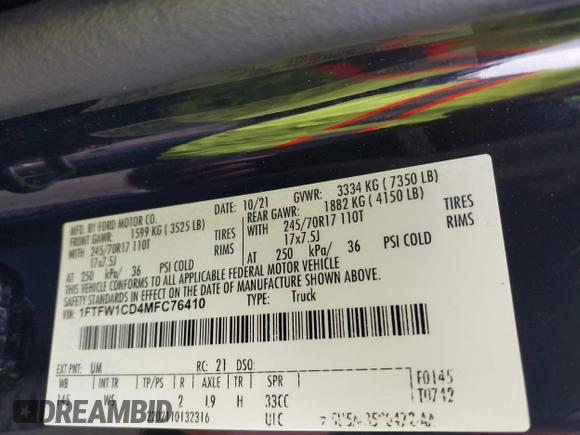 MFD. BY FORD MOTOR CO.
10/21
GVWR: 3334 KG ( 7350 LB)
FRONT GAWR: 1599 KG ( 3525 LB)
REAR GAWR: 1882 KG ( 4150 LB)
WITH 245/70R17 110T TIRES
WITH 245/70R17 110T TIRES
17x7.5J RIMS
17x7.5J RIMS
AT 250 kPa/ 36 PSI COLD
AT 250 kPa/ 36 PSI COLD
THIS VEHICLE CONFORMS TO ALL APPLICABLE FEDERAL MOTOR VEHICLE
SAFETY STANDARDS IN EFFECT ON THE DATE OF MANUFACTURE SHOWN ABOVE.
VIN: 1FTFW1CD4MFC76410
TYPE: Truck
EXT PNT: UM RC: 21 DSO:
WB INT TR TP/PS R AXLE TR SPR
F0145
2 L9 H 33CC
T0742
UTC
DEALERSCLOUD